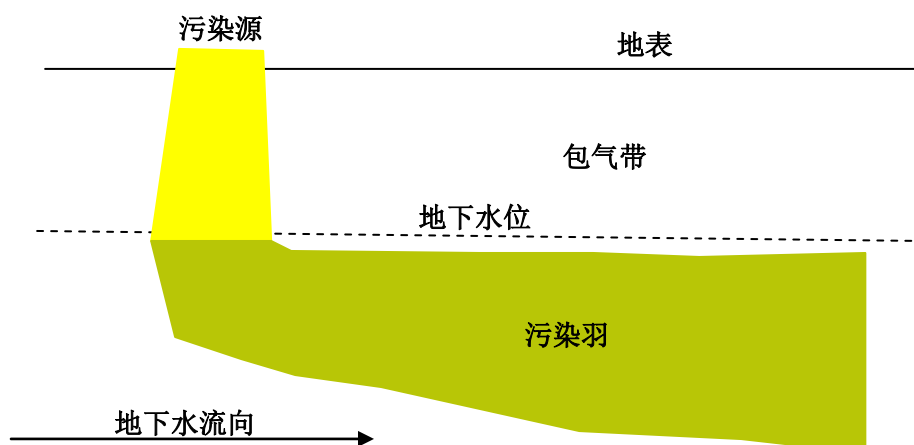 污染源
地表
包气带
地下水位
污染羽
地下水流向